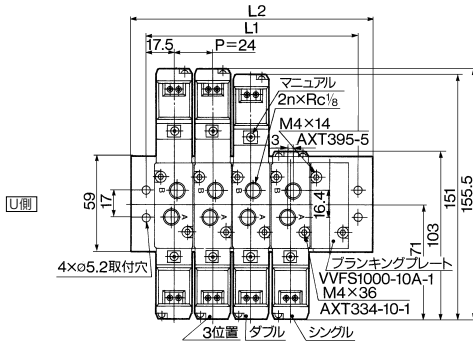 L2
L1
17.5
P=24
マニュアル
2n×Rc1/8
M4×14
3
AXT395-5
U側
59
17
B
B
B
B
A
A
A
A
16.4
71
103
151
155.5
4×ø5.2取付穴
ブランキングプレート
VVFS1000-10A-1
M4×36
AXT334-10-1
3位置
ダブル
シングル